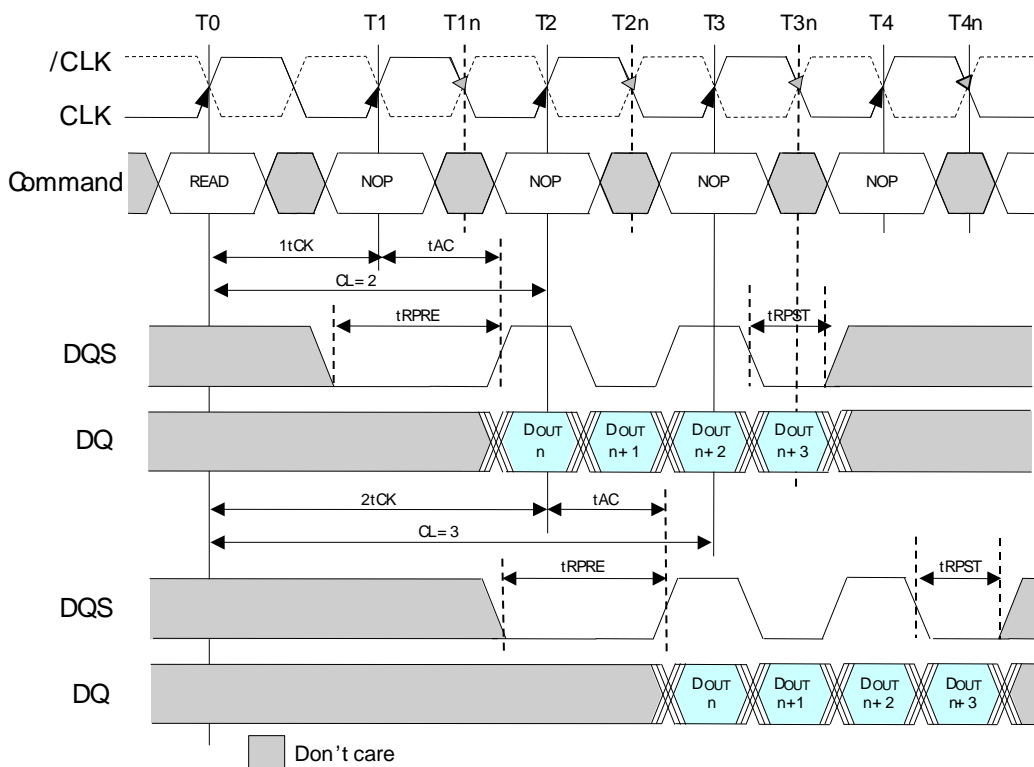 T0 T1 T1n T2 T2n T3 T3n T4 T4n
/CLK
CLK
Command READ NOP NOP NOP NOP
1tCK tAC
CL=2
tRPRE tRPST
DQS
DQ DOUT n DOUT n+1 DOUT n+2 DOUT n+3
2tCK tAC
CL=3
tRPRE tRPST
DQS
DQ DOUT n DOUT n+1 DOUT n+2 DOUT n+3
Don't care